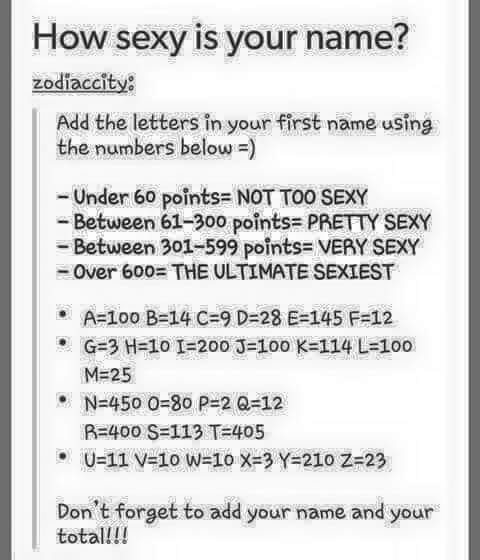 How sexy is your name?
zodiaccity:
Add the letters in your first name using
the numbers below =)
– Under 60 points= NOT TOO SEXY
– Between 61–300 points= PRETTY SEXY
– Between 301–599 points= VERY SEXY
– Over 600= THE ULTIMATE SEXIEST
• A=100 B=14 C=9 D=28 E=145 F=12
• G=3 H=10 I=200 J=100 K=114 L=100
M=25
• N=450 O=80 P=2 Q=12
R=400 S=113 T=405
• U=11 V=10 W=10 X=3 Y=210 Z=23
Don't forget to add your name and your
total!!!